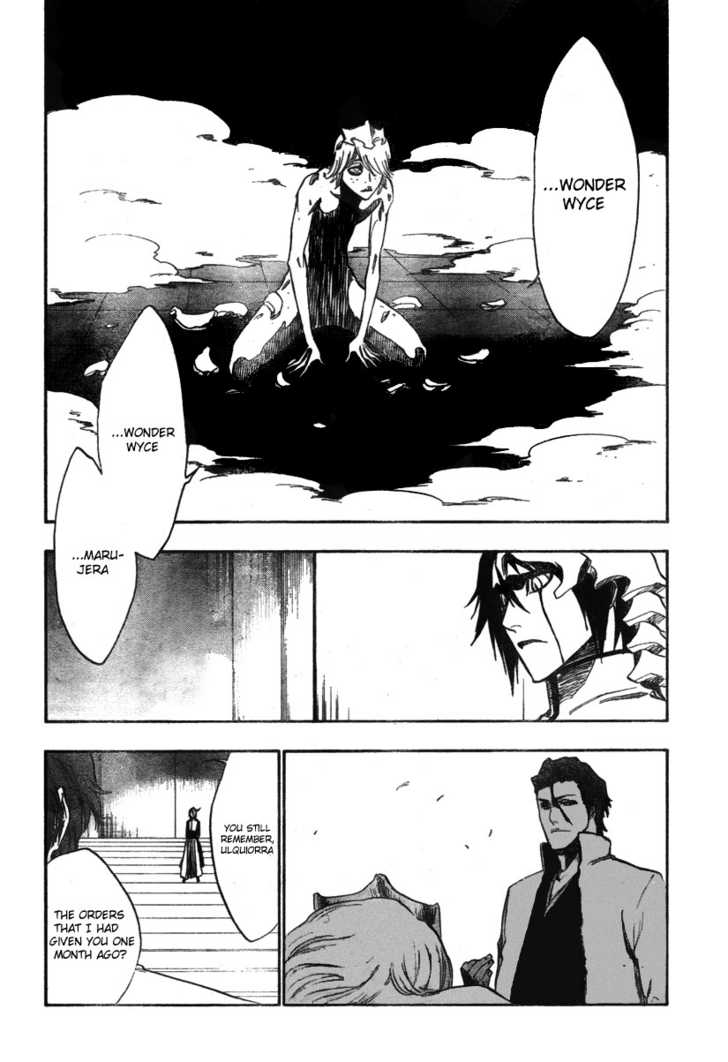 ...WONDER
WYCE
...WONDER
WYCE
...MARU-
JERA
YOU STILL
REMEMBER,
ULQUIORRA
THE ORDERS
THAT I HAD
GIVEN YOU ONE
MONTH AGO?